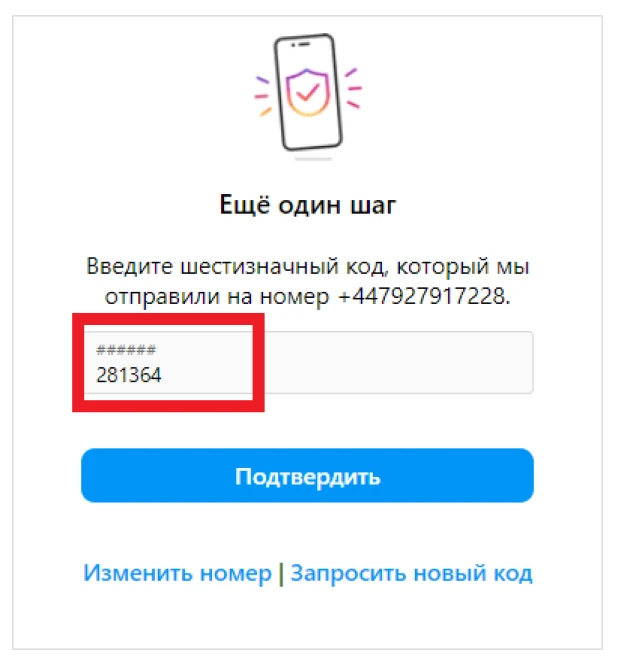 Ещё один шаг
Введите шестизначный код, который мы
отправили на номер +447927917228.
######
281364
Подтвердить
Изменить номер | Запросить новый код